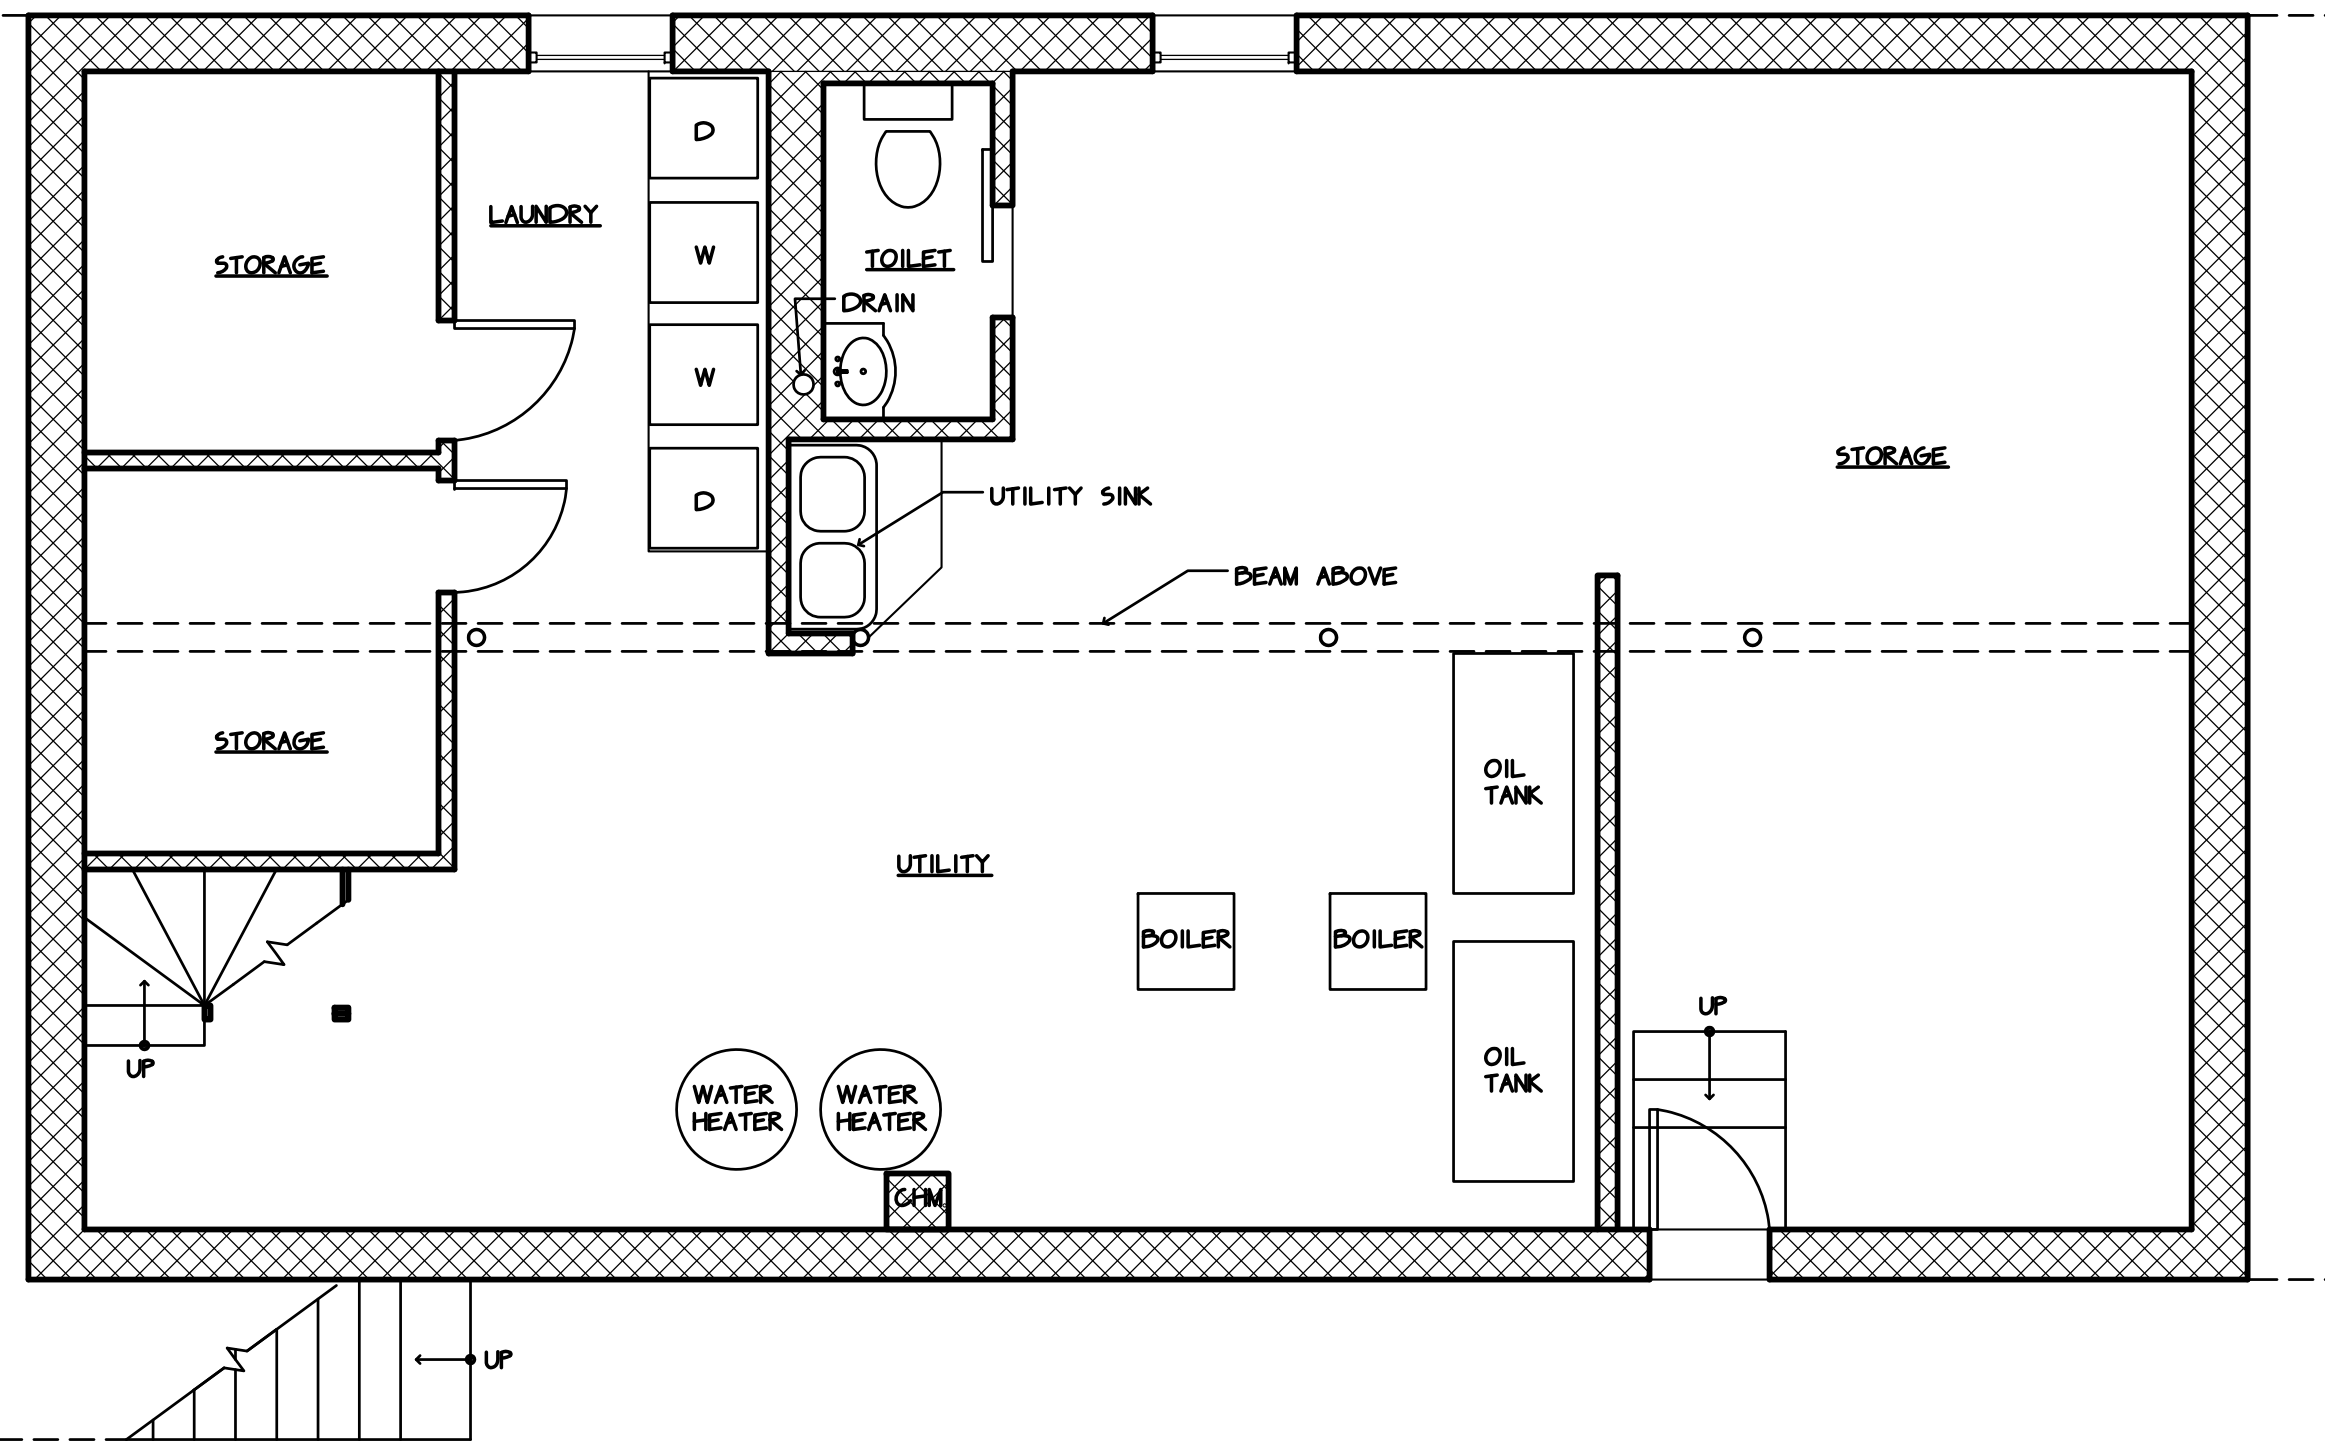 D
LAUNDRY
W
STORAGE
TOILET
DRAIN
W
STORAGE
D
UTILITY SINK
BEAM ABOVE
STORAGE
OIL
TANK
UTILITY
BOILER
BOILER
UP
OIL
TANK
UP
WATER
HEATER
WATER
HEATER
CHM
UP